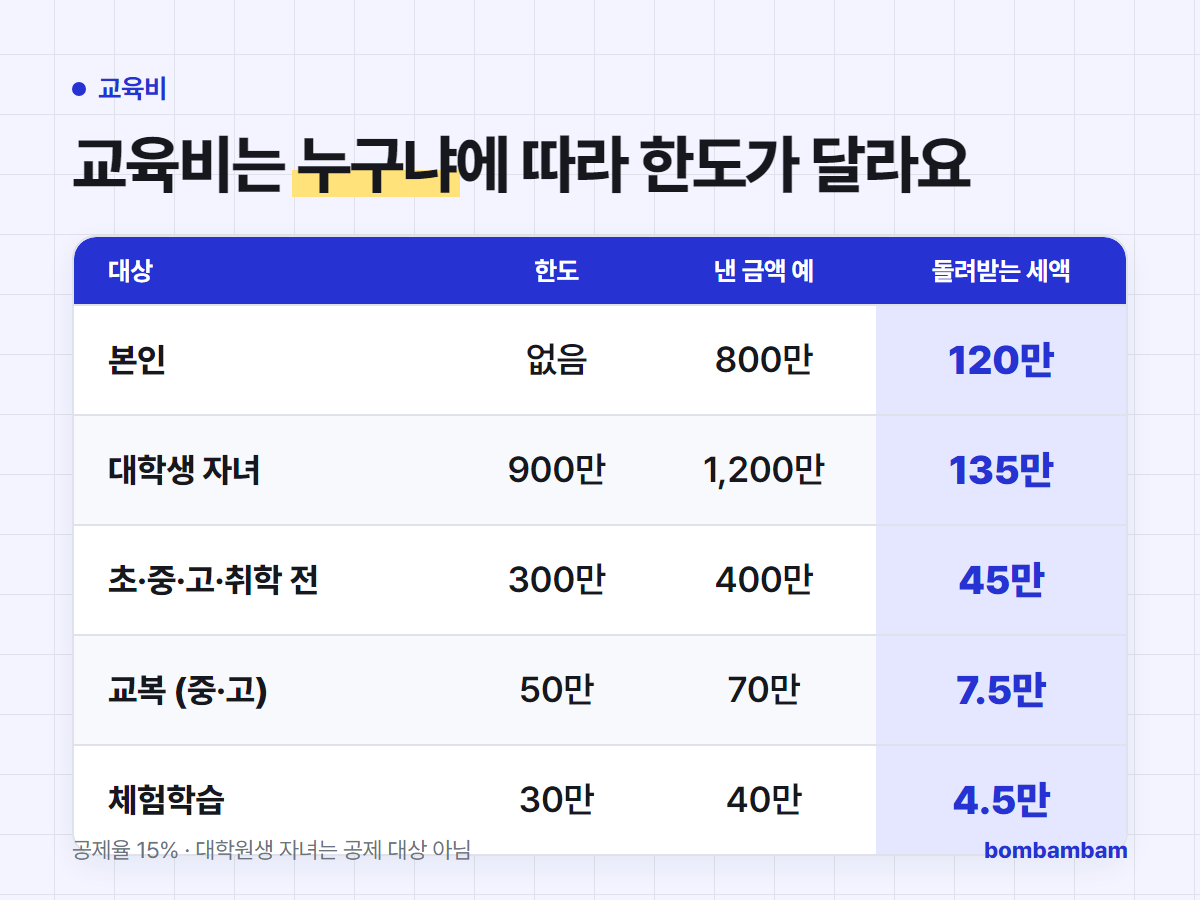 교육비
교육비는 누구냐에 따라 한도가 달라요
대상 한도 낸 금액 예 돌려받는 세액
본인 없음 800만 120만
대학생 자녀 900만 1,200만 135만
초·중·고·취학 전 300만 400만 45만
교복 (중·고) 50만 70만 7.5만
체험학습 30만 40만 4.5만
공제율 15% · 대학원생 자녀는 공제 대상 아님
bombambam